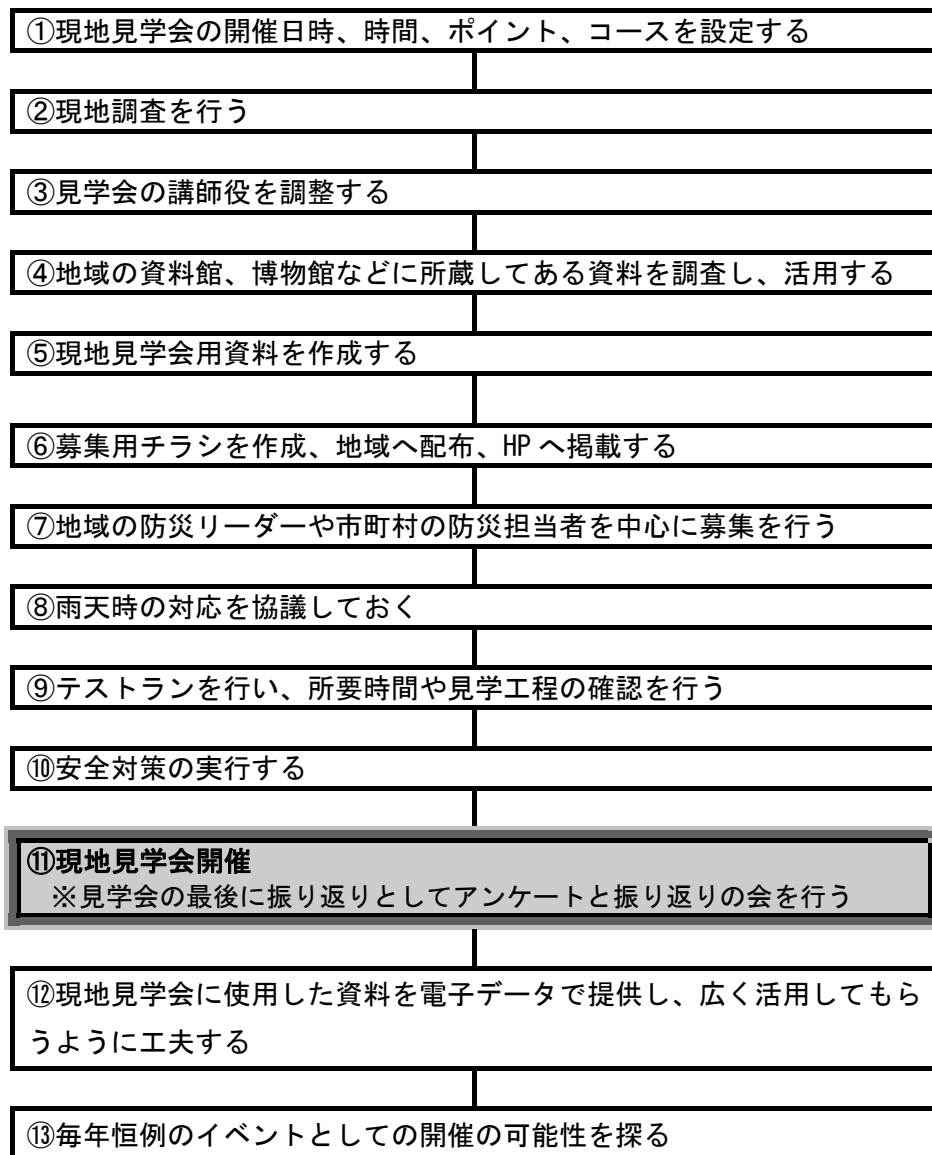 ①現地見学会の開催日時、時間、ポイント、コースを設定する
②現地調査を行う
③見学会の講師役を調整する
④地域の資料館、博物館などに所蔵してある資料を調査し、活用する
⑤現地見学会用資料を作成する
⑥募集用チラシを作成、地域へ配布、HP へ掲載する
⑦地域の防災リーダーや市町村の防災担当者を中心に募集を行う
⑧雨天時の対応を協議しておく
⑨テストランを行い、所要時間や見学工程の確認を行う
⑩安全対策の実行する
⑪現地見学会開催
※見学会の最後に振り返りとしてアンケートと振り返りの会を行う
⑫現地見学会に使用した資料を電子データで提供し、広く活用してもら
うように工夫する
⑬毎年恒例のイベントとしての開催の可能性を探る